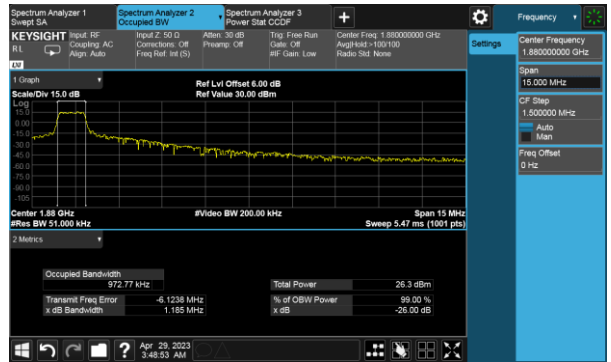 Spectrum Analyzer 1
Swept SA
Spectrum Analyzer 2
Occupied BW
Spectrum Analyzer 3
Power Stat CCDF
+
Frequency
KEYSIGHT
R L
Input: RF
Coupling: AC
Align: Auto
Input Z: 50 Ω
Corrections: Off
Freq Ref: Int (S)
Atten: 30 dB
Preamp: Off
Trig: Free Run
Gate: Off
#IF Gain: Low
Center Freq: 1.880000000 GHz
Avg|Hold:>100/100
Radio Std: None
LXI
Settings
Center Frequency
1.880000000 GHz
Span
15.000 MHz
CF Step
1.500000 MHz
Auto
Man
Freq Offset
0 Hz
1 Graph
Scale/Div 15.0 dB
Ref Lvl Offset 6.00 dB
Ref Value 30.00 dBm
Log
15.0
0.00
-15.0
-30.0
-45.0
-60.0
-75.0
-90.0
-105
Center 1.88 GHz
#Res BW 51.000 kHz
#Video BW 200.00 kHz
Span 15 MHz
Sweep 5.47 ms (1001 pts)
2 Metrics
Occupied Bandwidth
972.77 kHz
Total Power 26.3 dBm
Transmit Freq Error -6.1238 MHz
% of OBW Power 99.00 %
x dB Bandwidth 1.185 MHz
x dB -26.00 dB
?
Apr 29, 2023
3:48:53 AM